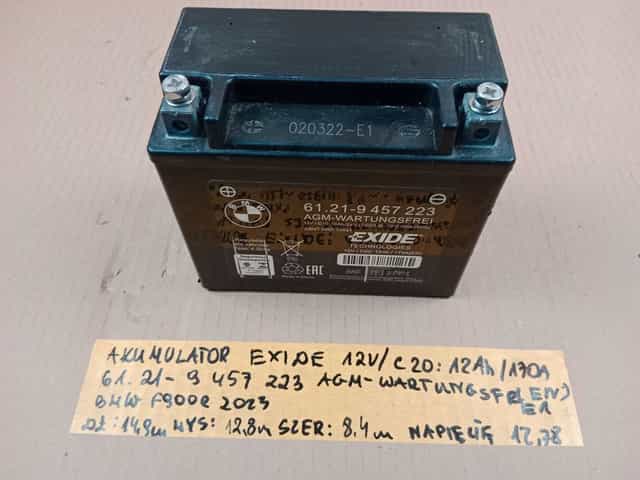 020322-E1
BMW
61.21-9 457 223
AGM-WARTUNGSFREI
EXIDE
TECHNOLOGIES
EAC
AKUMULATOR EXIDE 12V/C20:12Ah/170A
61.21-9 457 223 AGM-WARTUNGSFREI (EN)
BMW F900R 2023 E1
DŁ:14,9cm WYS: 12,8cm SZER: 8.4cm NAPIĘCIE 12,78